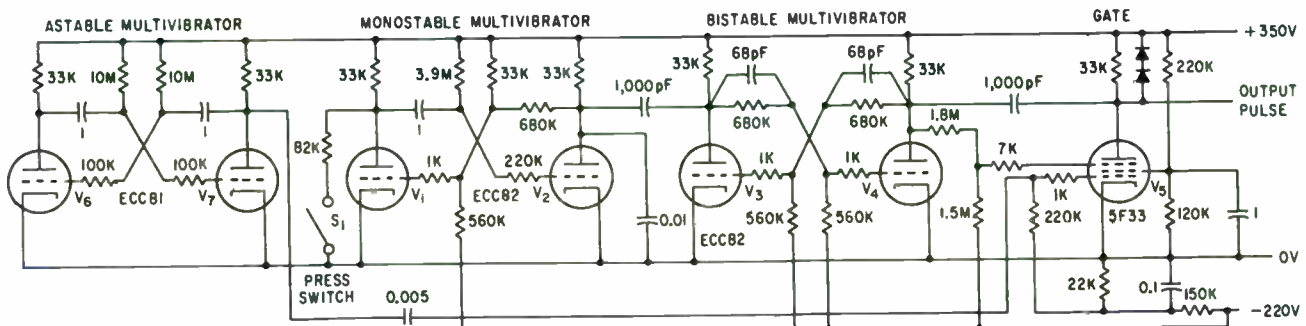 ASTABLE MULTIVIBRATOR
MONOSTABLE MULTIVIBRATOR
BISTABLE MULTIVIBRATOR
GATE
+350V
33K
10M
10M
33K
33K
3.9M
33K
33K
1,000pF
33K
68pF
68pF
33K
1,000pF
33K
220K
OUTPUT
PULSE
1
1
82K
1
680K
680K
680K
1.8M
7K
100K
100K
1K
220K
1K
1K
1K
V6
ECC81
V7
V1
ECC82
V2
V3
V4
V5
S1
560K
0.01
ECC82
560K
560K
1.5M
220K
5F33
120K
1
PRESS
SWITCH
0V
0.005
22K
0.1
150K
-220V